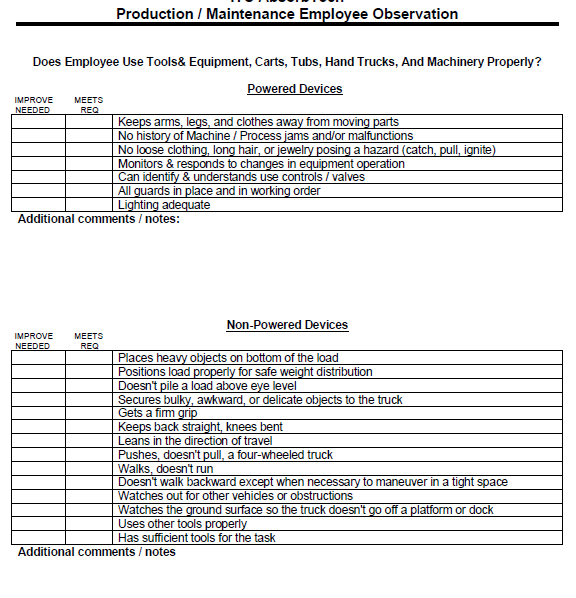 Production / Maintenance Employee Observation
Does Employee Use Tools& Equipment, Carts, Tubs, Hand Trucks, And Machinery Properly?
Powered Devices
IMPROVE NEEDED MEETS REQ
Keeps arms, legs, and clothes away from moving parts
No history of Machine / Process jams and/or malfunctions
No loose clothing, long hair, or jewelry posing a hazard (catch, pull, ignite)
Monitors & responds to changes in equipment operation
Can identify & understands use controls / valves
All guards in place and in working order
Lighting adequate
Additional comments / notes:
Non-Powered Devices
IMPROVE NEEDED MEETS REQ
Places heavy objects on bottom of the load
Positions load properly for safe weight distribution
Doesn't pile a load above eye level
Secures bulky, awkward, or delicate objects to the truck
Gets a firm grip
Keeps back straight, knees bent
Leans in the direction of travel
Pushes, doesn't pull, a four-wheeled truck
Walks, doesn't run
Doesn't walk backward except when necessary to maneuver in a tight space
Watches out for other vehicles or obstructions
Watches the ground surface so the truck doesn't go off a platform or dock
Uses other tools properly
Has sufficient tools for the task
Additional comments / notes